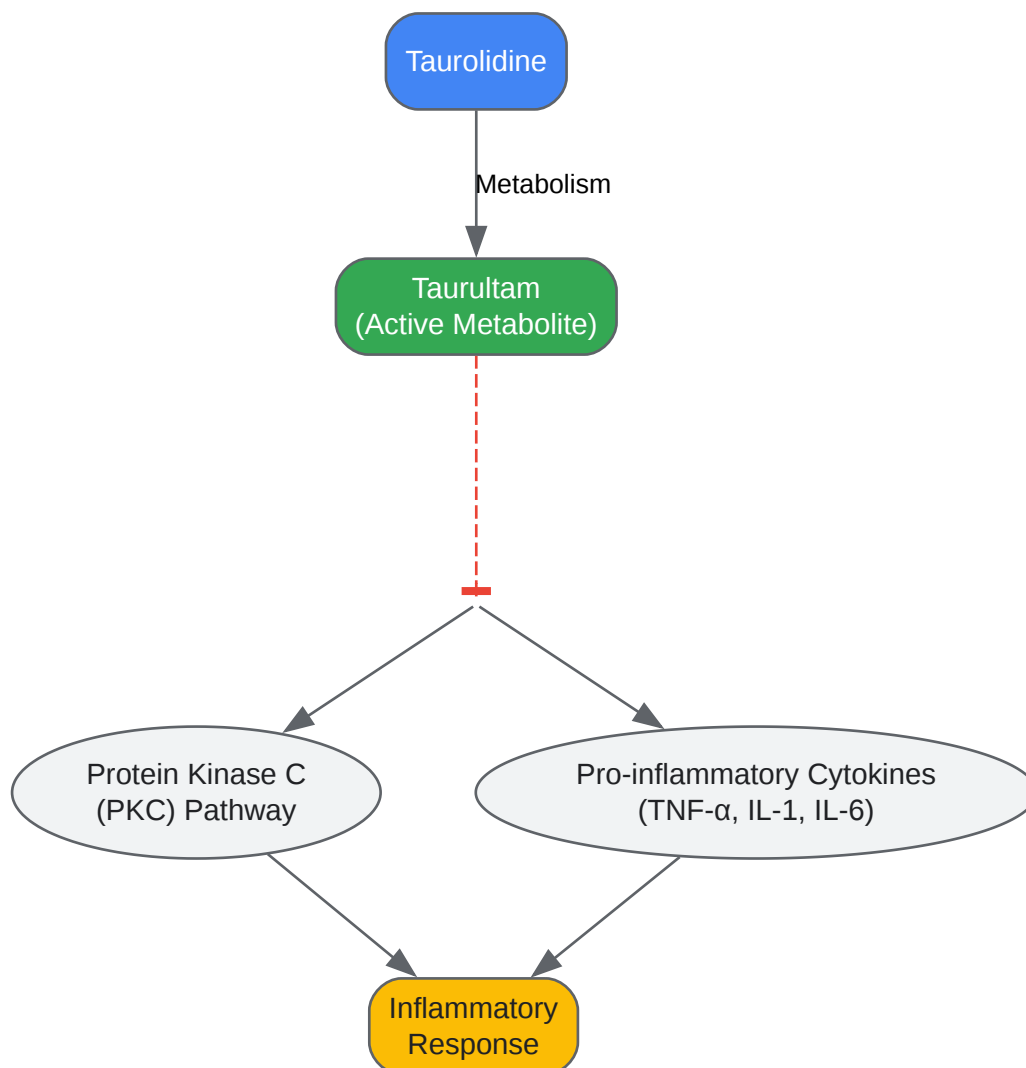 Taurolidine
Metabolism
Taurultam
(Active Metabolite)
Protein Kinase C
(PKC) Pathway
Pro-inflammatory Cytokines
(TNF-α, IL-1, IL-6)
Inflammatory
Response